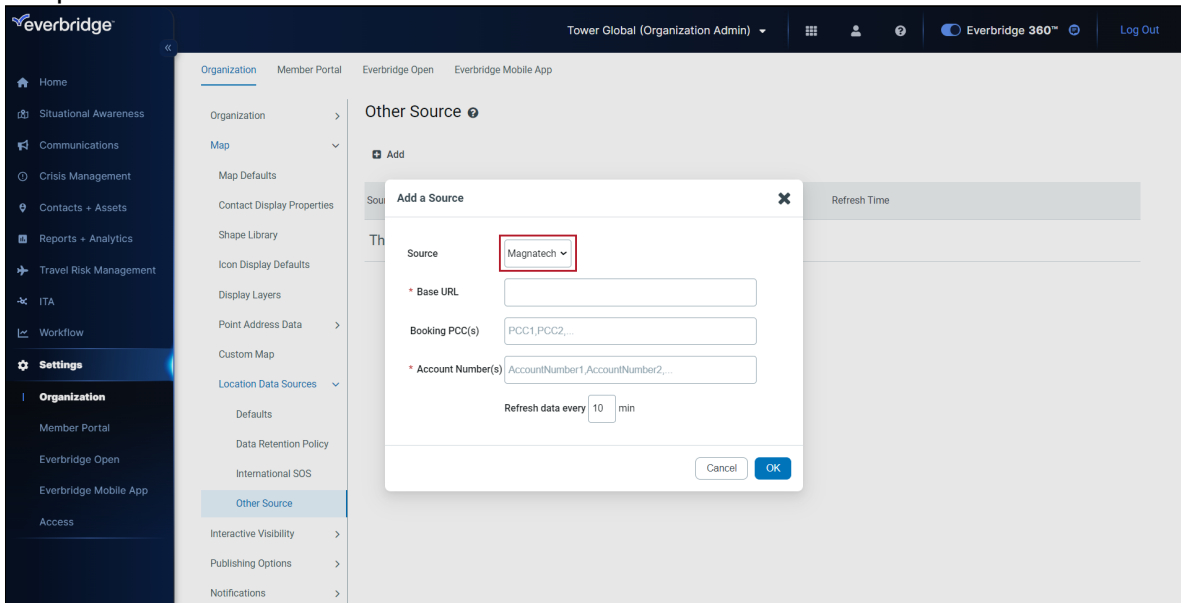 everbridge
Tower Global (Organization Admin)
Everbridge 360™
Log Out
Home
Situational Awareness
Communications
Crisis Management
Contacts + Assets
Reports + Analytics
Travel Risk Management
ITA
Workflow
Settings
Organization
Member Portal
Everbridge Open
Everbridge Mobile App
Access
Organization Member Portal Everbridge Open Everbridge Mobile App
Organization
Map
Map Defaults
Contact Display Properties
Shape Library
Icon Display Defaults
Display Layers
Point Address Data
Custom Map
Location Data Sources
Defaults
Data Retention Policy
International SOS
Other Source
Interactive Visibility
Publishing Options
Notifications
Other Source
Add
Sou
Refresh Time
Th
Add a Source
Source Magnatech
* Base URL
Booking PCC(s) PCC1,PCC2,...
* Account Number(s) AccountNumber1,AccountNumber2,...
Refresh data every 10 min
Cancel OK